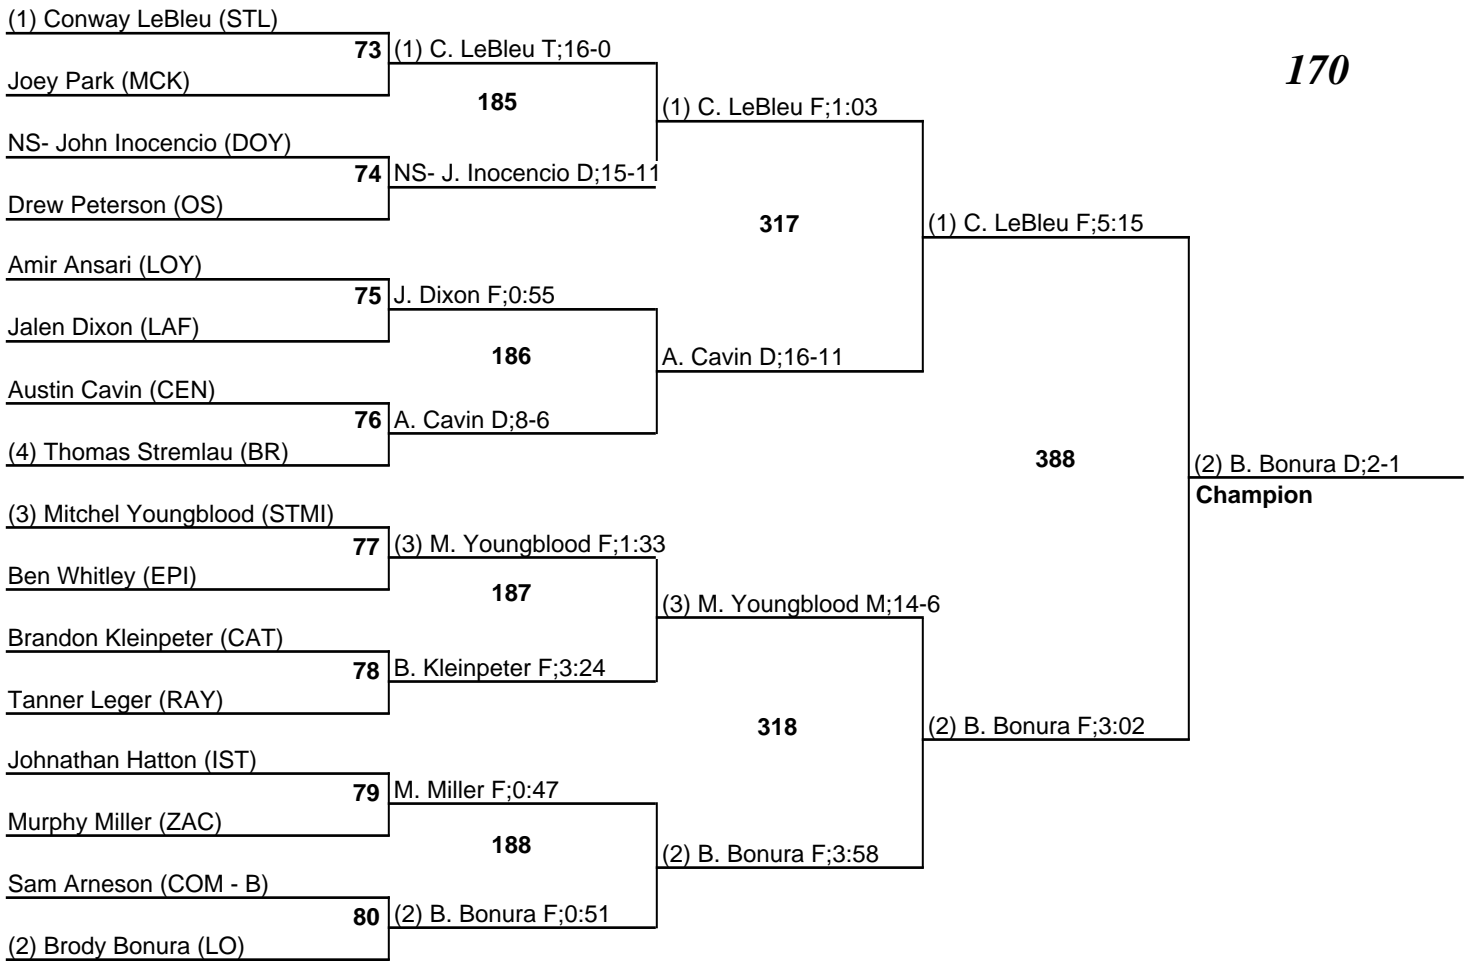 (1) Conway LeBleu (STL)
73 (1) C. LeBleu T;16-0
170
Joey Park (MCK)
185
(1) C. LeBleu F;1:03
NS- John Inocencio (DOY)
74 NS- J. Inocencio D;15-11
Drew Peterson (OS)
317
(1) C. LeBleu F;5:15
Amir Ansari (LOY)
75 J. Dixon F;0:55
Jalen Dixon (LAF)
186
A. Cavin D;16-11
Austin Cavin (CEN)
76 A. Cavin D;8-6
(4) Thomas Stremlau (BR)
388
(2) B. Bonura D;2-1
Champion
(3) Mitchel Youngblood (STMI)
77 (3) M. Youngblood F;1:33
Ben Whitley (EPI)
187
(3) M. Youngblood M;14-6
Brandon Kleinpeter (CAT)
78 B. Kleinpeter F;3:24
Tanner Leger (RAY)
318
(2) B. Bonura F;3:02
Johnathan Hatton (IST)
79 M. Miller F;0:47
Murphy Miller (ZAC)
188
(2) B. Bonura F;3:58
Sam Arneson (COM - B)
80 (2) B. Bonura F;0:51
(2) Brody Bonura (LO)